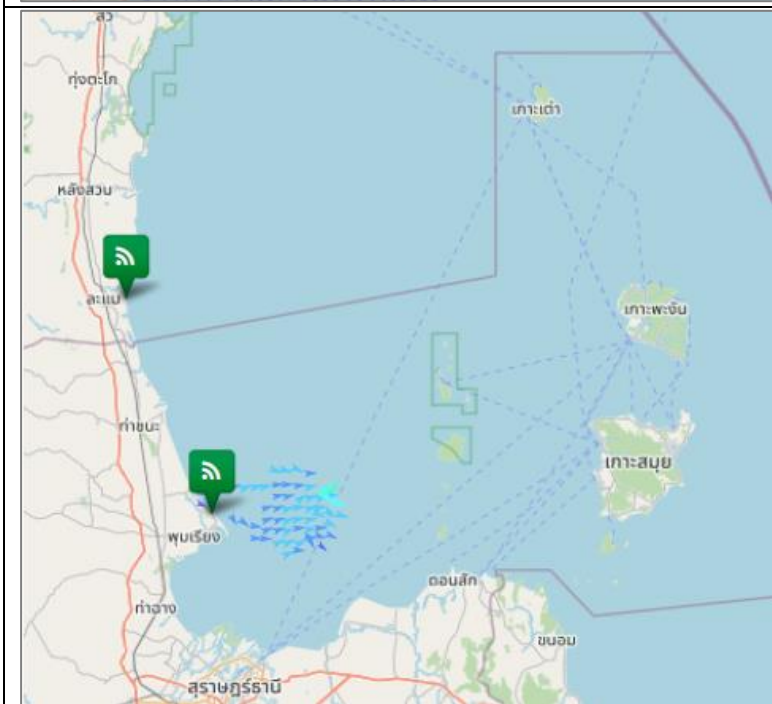 สวี
ทุ่งตะโก
เกาะเต่า
หลังสวน
ละแม
เกาะพะงัน
ท่าชนะ
เกาะสมุย
พุมเรียง
ดอนสัก
ท่าฉาง
ขนอม
สุราษฎร์ธานี